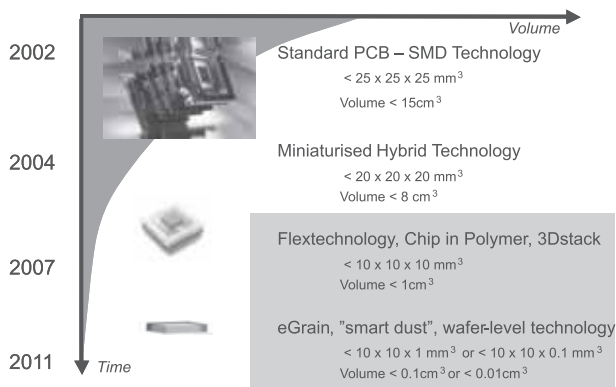 Volume
2002
Standard PCB – SMD Technology
< 25 x 25 x 25 mm³
Volume < 15cm³
2004
Miniaturised Hybrid Technology
< 20 x 20 x 20 mm³
Volume < 8 cm³
Flextechnology, Chip in Polymer, 3Dstack
2007
< 10 x 10 x 10 mm³
Volume < 1cm³
eGrain, ”smart dust”, wafer-level technology
< 10 x 10 x 1 mm³ or < 10 x 10 x 0.1 mm³
2011
Time
Volume < 0.1cm³ or < 0.01cm³